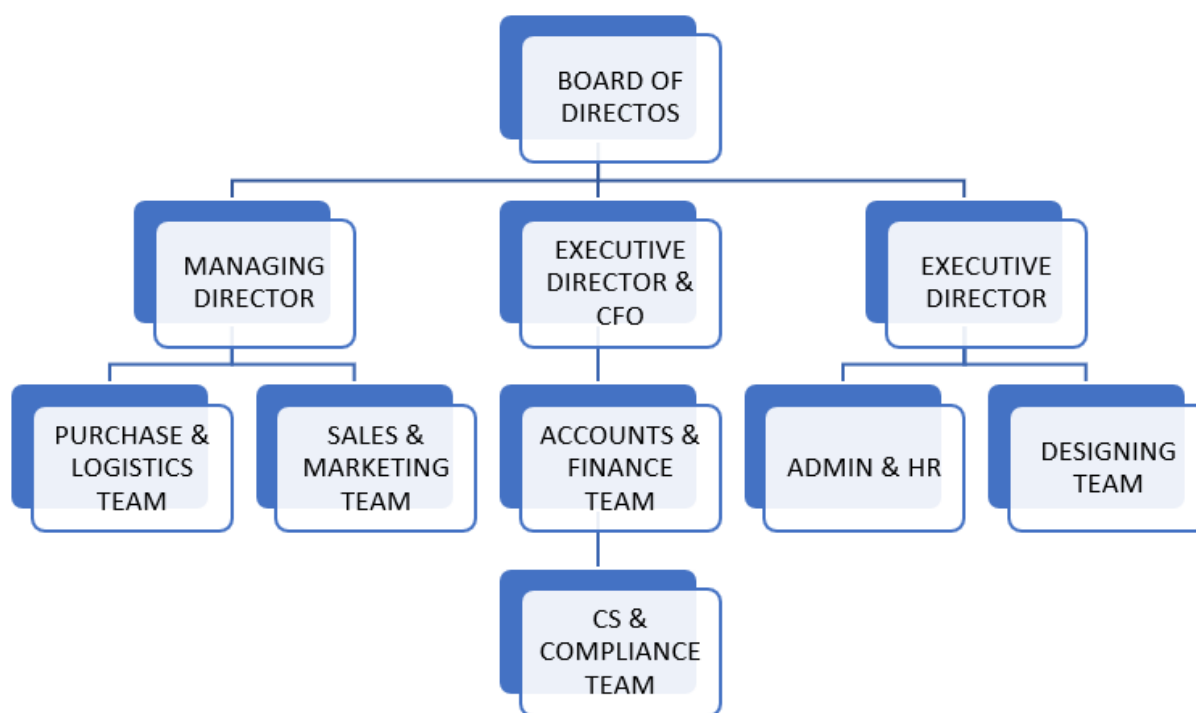 BOARD OF
DIRECTOS
MANAGING
DIRECTOR
EXECUTIVE
DIRECTOR &
CFO
EXECUTIVE
DIRECTOR
PURCHASE &
LOGISTICS
TEAM
SALES &
MARKETING
TEAM
ACCOUNTS &
FINANCE
TEAM
ADMIN & HR
DESIGNING
TEAM
CS &
COMPLIANCE
TEAM